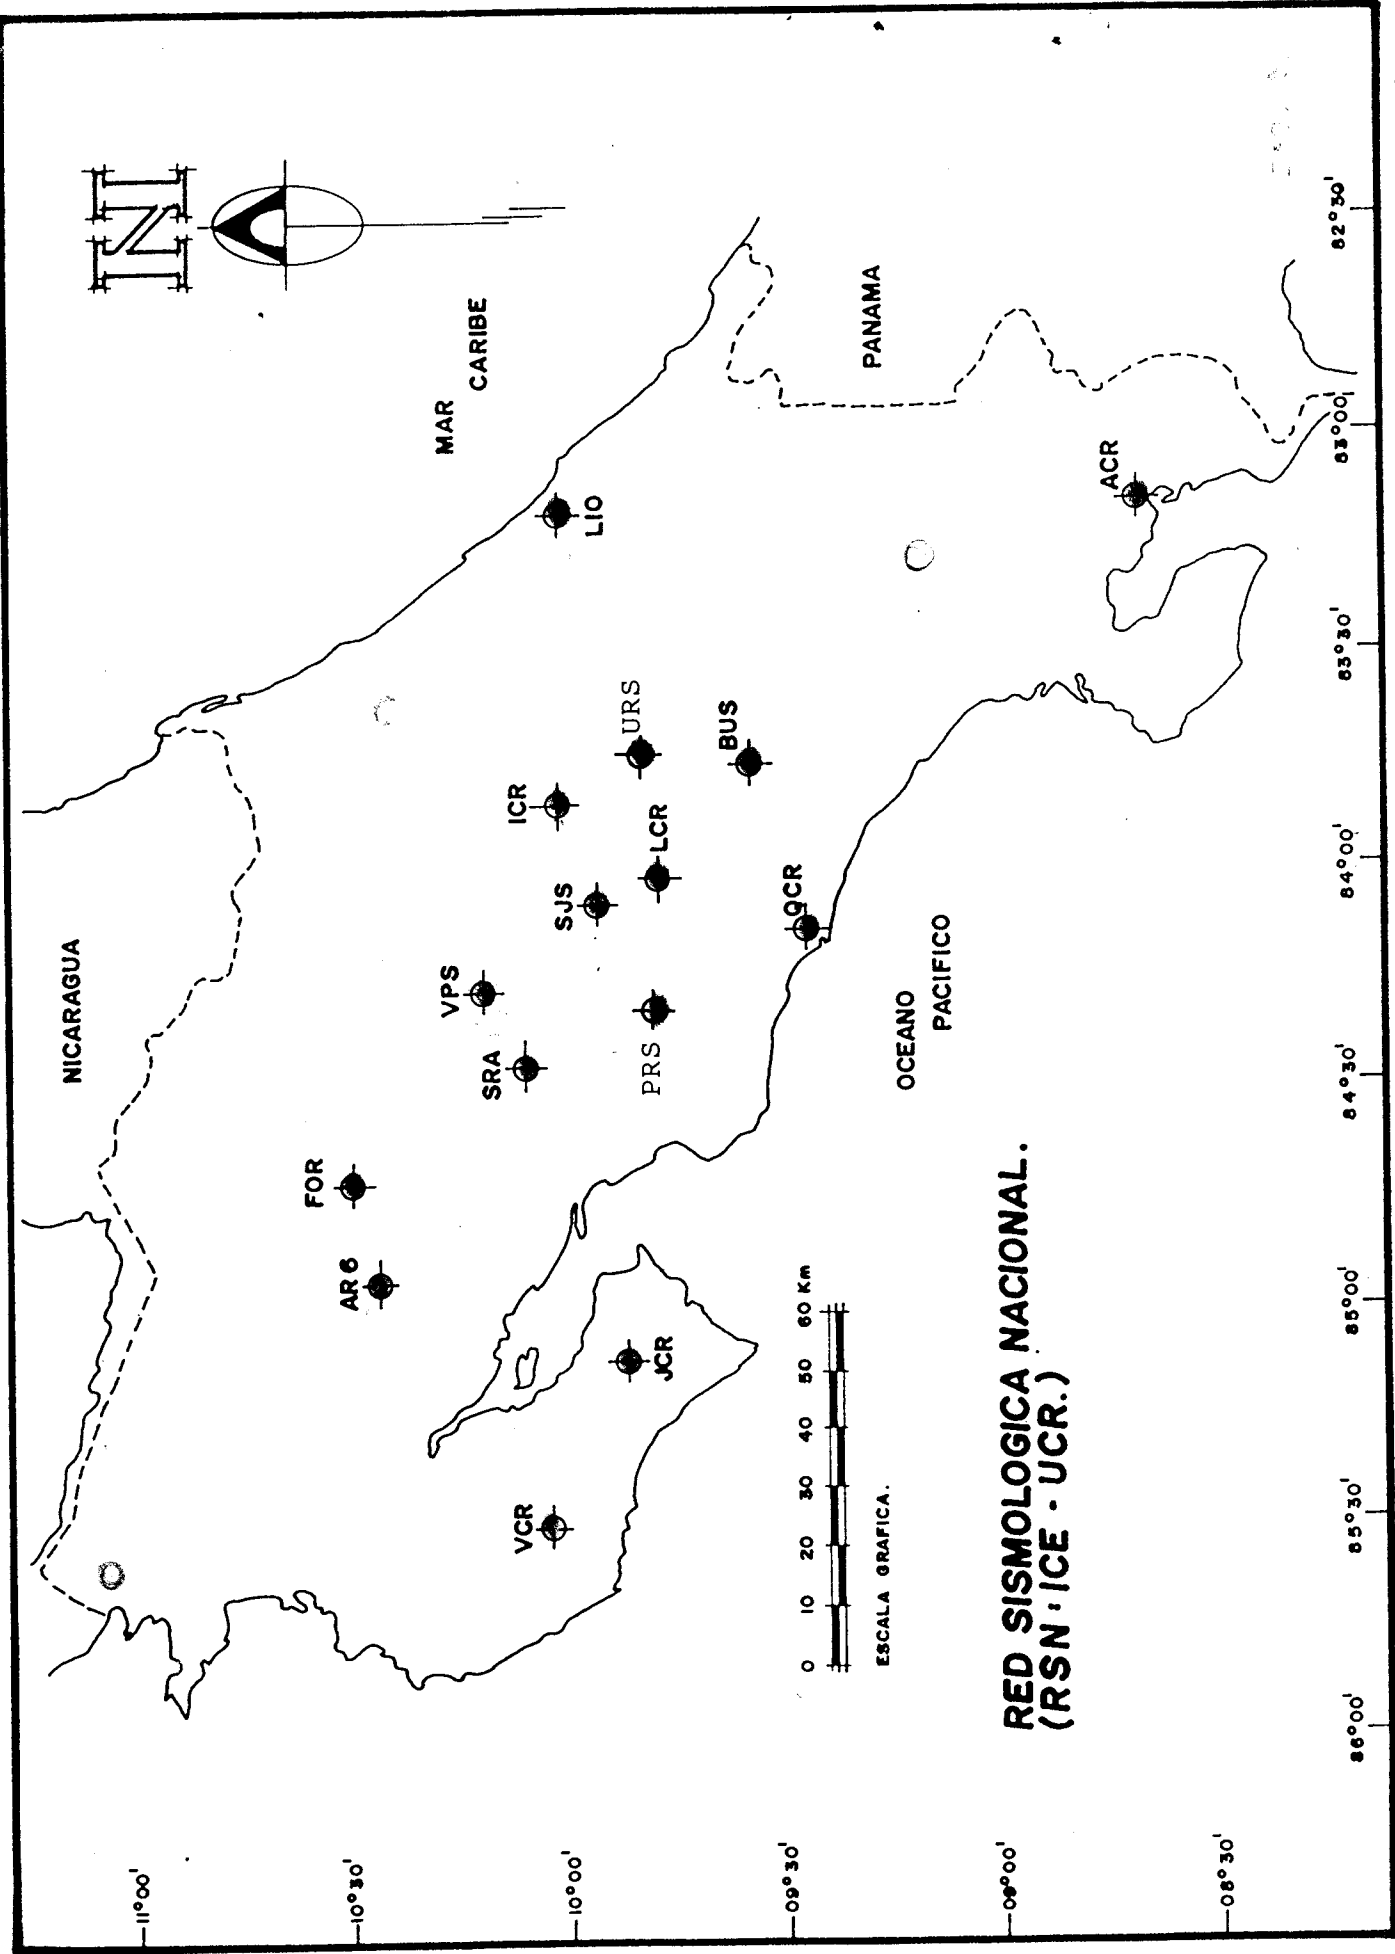 N
NICARAGUA
MAR
CARIBE
FOR
AR6
VPS
SRA
SJS
ICR
LIO
URS
LCR
PRS
BUS
VCR
JCR
QCR
PANAMA
ACR
OCEANO
PACIFICO
0 10 20 30 40 50 60 Km
ESCALA GRAFICA.
RED SISMOLOGICA NACIONAL.
(RSN: ICE - UCR.)
11°00'
10°30'
10°00'
09°30'
09°00'
08°30'
86°00' 85°30' 85°00' 84°30' 84°00' 83°30' 83°00' 82°30'